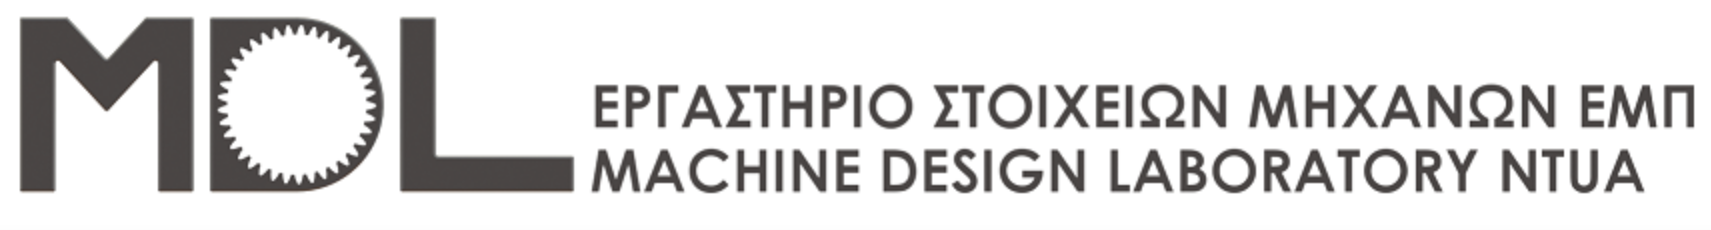 MDL
ΕΡΓΑΣΤΗΡΙΟ ΣΤΟΙΧΕΙΩΝ ΜΗΧΑΝΩΝ ΕΜΠ
MACHINE DESIGN LABORATORY NTUA